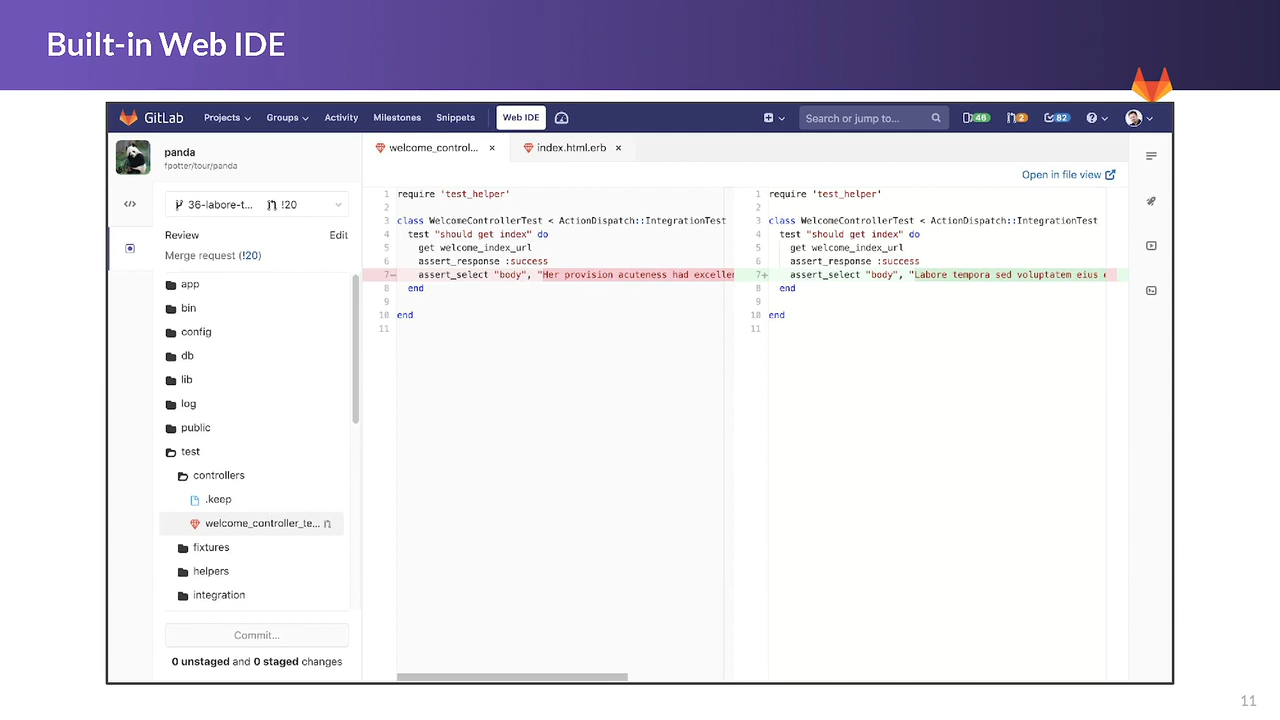 Built-in Web IDE
GitLab Projects Groups Activity Milestones Snippets Web IDE Search or jump to... 46 2 82
panda
fpotter/tour/panda
welcome_control... × index.html.erb ×
Open in file view
36-labore-t... !20
Review Edit
Merge request (!20)
app
bin
config
db
lib
log
public
test
controllers
.keep
welcome_controller_te...
fixtures
helpers
integration
Commit...
0 unstaged and 0 staged changes
1 require 'test_helper'
2
3 class WelcomeControllerTest < ActionDispatch::IntegrationTest
4 test "should get index" do
5 get welcome_index_url
6 assert_response :success
7- assert_select "body", "Her provision acuteness had excellen
8 end
9
10 end
11
1 require 'test_helper'
2
3 class WelcomeControllerTest < ActionDispatch::IntegrationTest
4 test "should get index" do
5 get welcome_index_url
6 assert_response :success
7+ assert_select "body", "Labore tempora sed voluptatem eius
8 end
9
10 end
11
11